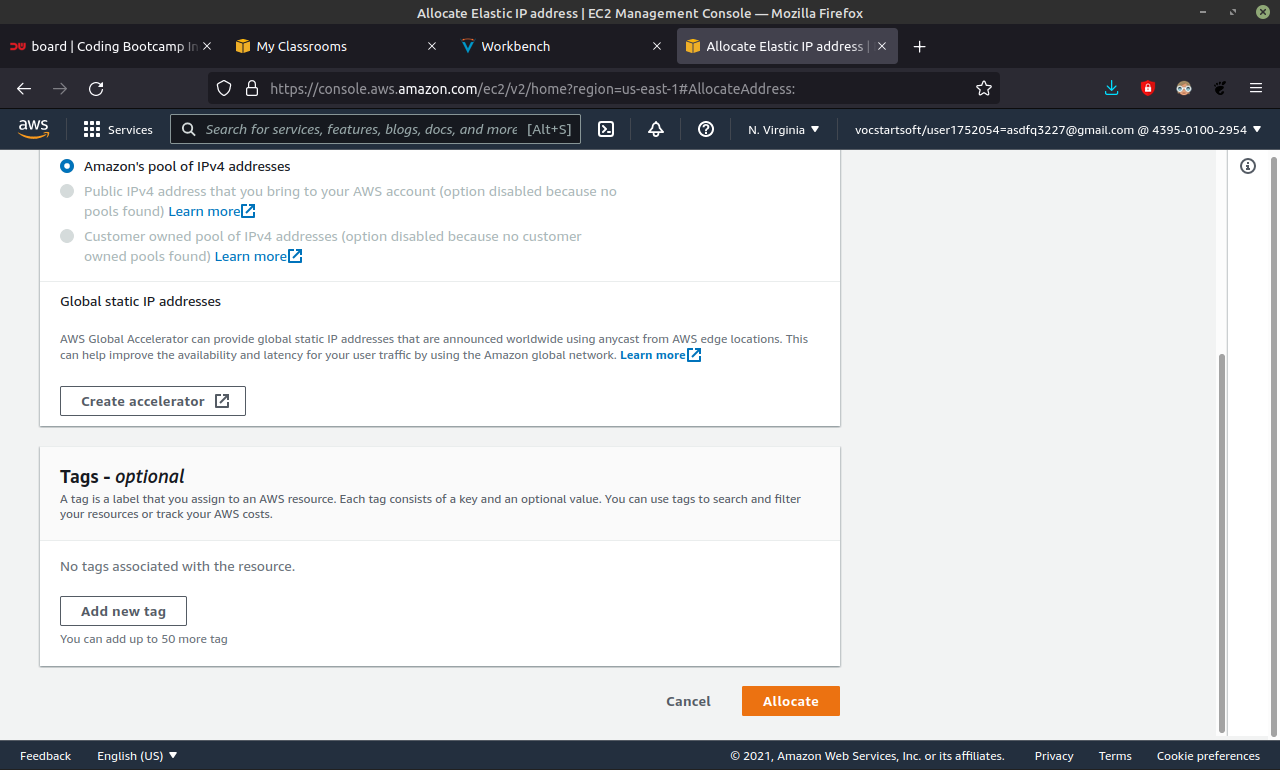 Allocate Elastic IP address | EC2 Management Console — Mozilla Firefox
board | Coding Bootcamp In
My Classrooms
Workbench
Allocate Elastic IP address |
https://console.aws.amazon.com/ec2/v2/home?region=us-east-1#AllocateAddress:
aws
Services
Search for services, features, blogs, docs, and more [Alt+S]
N. Virginia
vocstartsoft/user1752054=asdfq3227@gmail.com @ 4395-0100-2954
Amazon's pool of IPv4 addresses
Public IPv4 address that you bring to your AWS account (option disabled because no
pools found) Learn more
Customer owned pool of IPv4 addresses (option disabled because no customer
owned pools found) Learn more
Global static IP addresses
AWS Global Accelerator can provide global static IP addresses that are announced worldwide using anycast from AWS edge locations. This
can help improve the availability and latency for your user traffic by using the Amazon global network. Learn more
Create accelerator
Tags - optional
A tag is a label that you assign to an AWS resource. Each tag consists of a key and an optional value. You can use tags to search and filter
your resources or track your AWS costs.
No tags associated with the resource.
Add new tag
You can add up to 50 more tag
Cancel
Allocate
Feedback
English (US)
© 2021, Amazon Web Services, Inc. or its affiliates.
Privacy
Terms
Cookie preferences